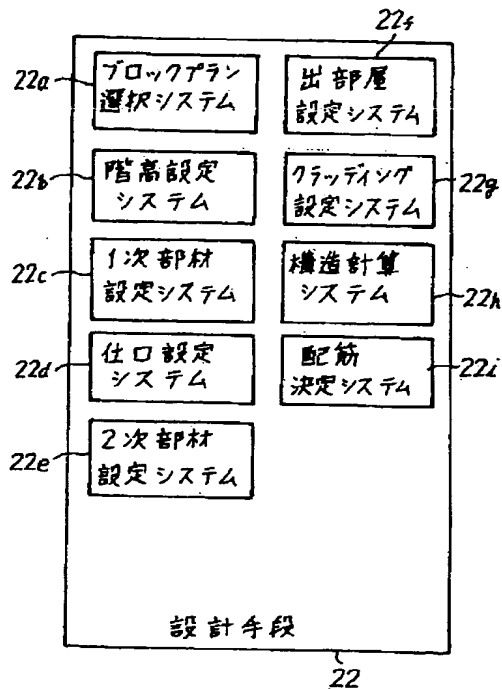 22a
ブロックプラン
選択システム
22b
階高設定
システム
22c
1次部材
設定システム
22d
仕口設定
システム
22e
2次部材
設定システム
22f
出部屋
設定システム
22g
クラッディング
設定システム
22h
構造計算
システム
22i
配筋
決定システム
設計手段
22